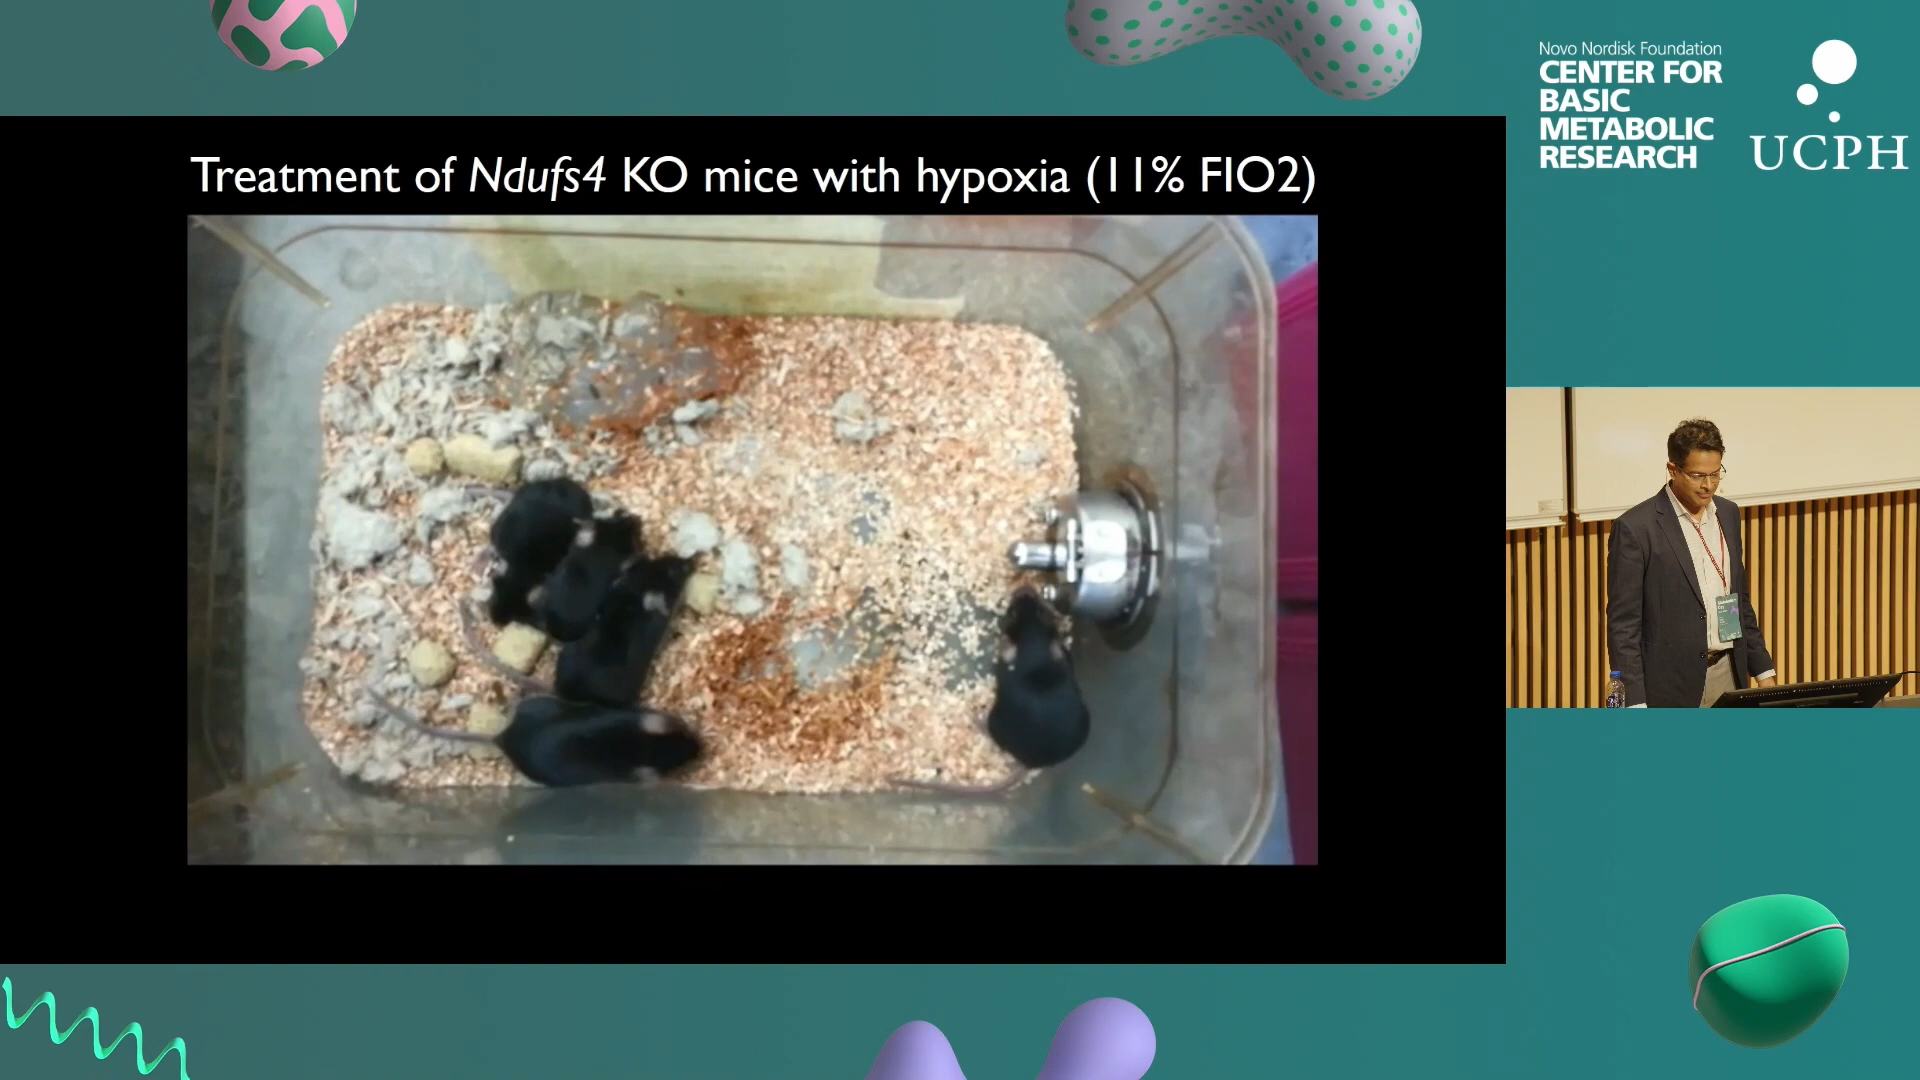 Treatment of Ndufs4 KO mice with hypoxia (11% FIO2)
Novo Nordisk Foundation
CENTER FOR
BASIC
METABOLIC
RESEARCH
UCPH